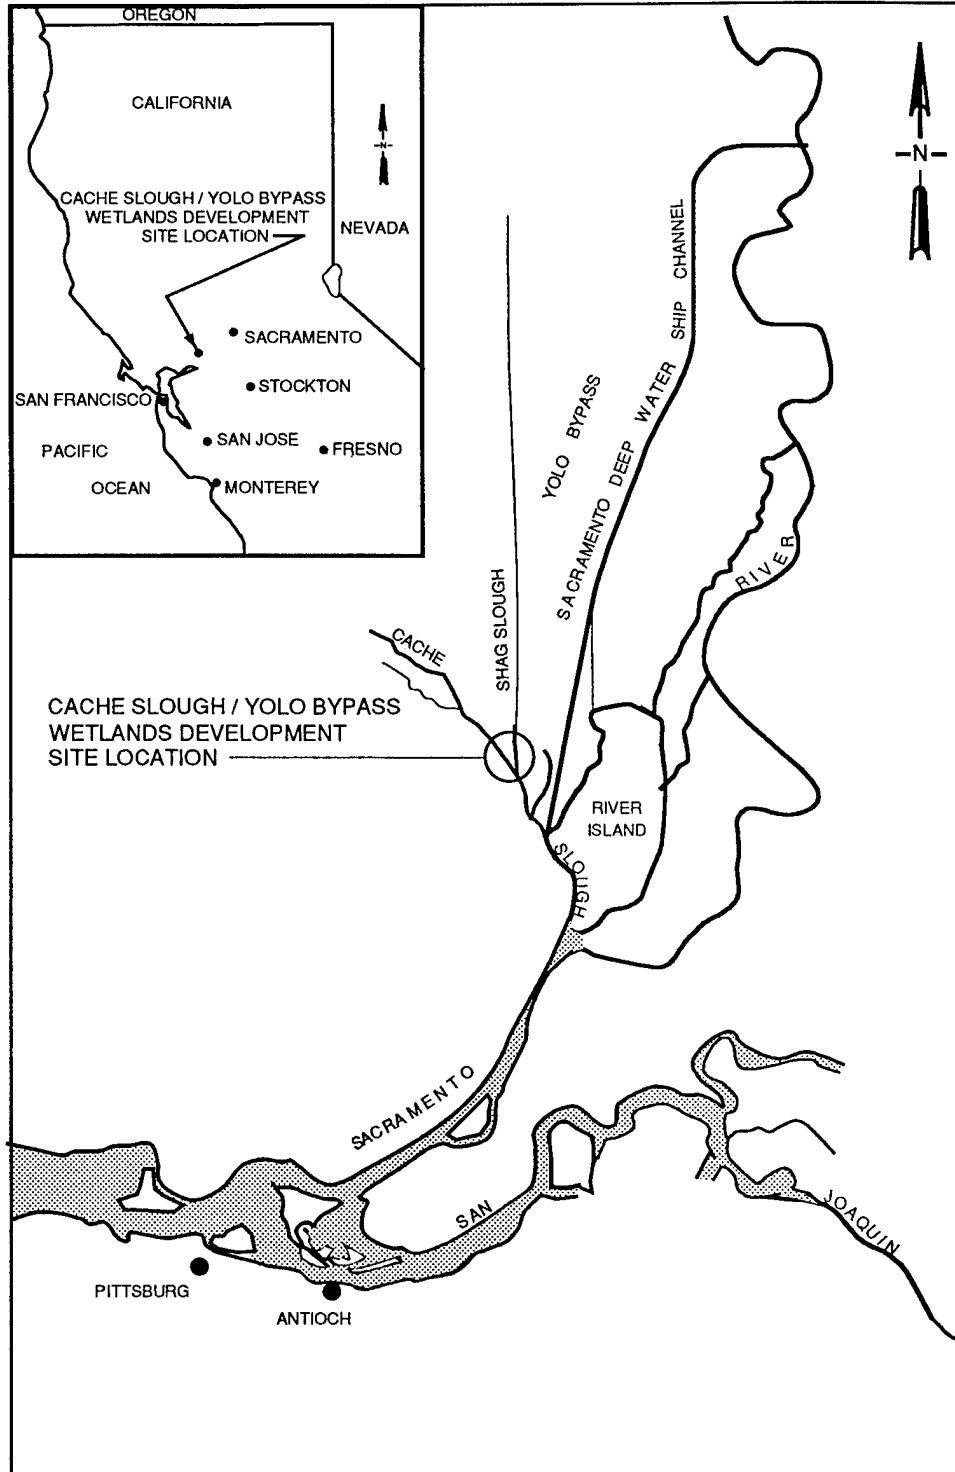 OREGON
CALIFORNIA
N
CACHE SLOUGH / YOLO BYPASS
WETLANDS DEVELOPMENT
SITE LOCATION
NEVADA
SACRAMENTO
STOCKTON
SAN FRANCISCO
SAN JOSE
FRESNO
PACIFIC
OCEAN
MONTEREY
N
SACRAMENTO DEEP WATER SHIP CHANNEL
YOLO BYPASS
RIVER
SHAG SLOUGH
CACHE
CACHE SLOUGH / YOLO BYPASS
WETLANDS DEVELOPMENT
SITE LOCATION
RIVER
ISLAND
SLOUGH
SACRAMENTO
SAN
JOAQUIN
PITTSBURG
ANTIOCH